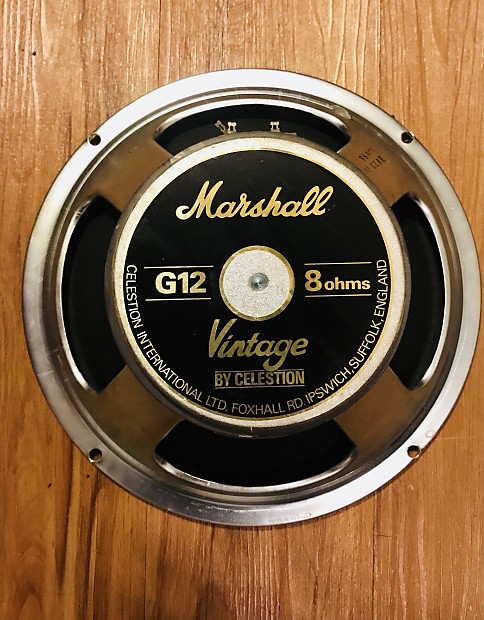 Marshall
G12
8 ohms
Vintage
BY CELESTION
CELESTION INTERNATIONAL LTD. FOXHALL RD. IPSWICH, SUFFOLK, ENGLAND